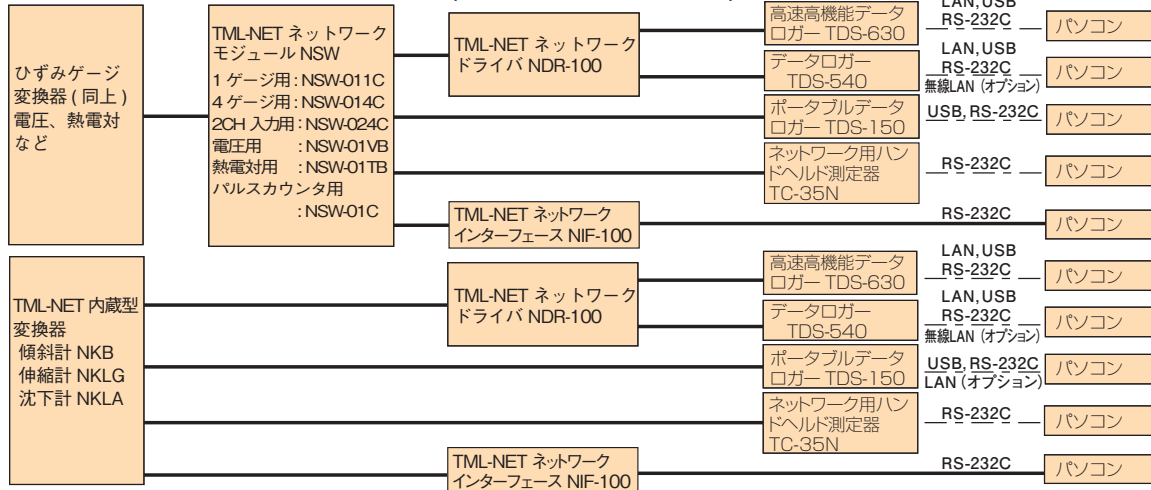 ひずみゲージ
変換器 ( 同上 )
電圧、熱電対
など
TML-NET ネットワーク
モジュール NSW
1 ゲージ用 : NSW-011C
4 ゲージ用 : NSW-014C
2CH 入力用 : NSW-024C
電圧用 : NSW-01VB
熱電対用 : NSW-01TB
パルスカウンタ用
: NSW-01C
TML-NET ネットワーク
ドライバ NDR-100
高速高機能データ
ロガー TDS-630
LAN, USB
RS-232C
パソコン
データロガー
TDS-540
LAN, USB
RS-232C
無線LAN（オプション）
パソコン
ポータブルデータ
ロガー TDS-150
USB, RS-232C
パソコン
ネットワーク用ハン
ドヘルド測定器
TC-35N
RS-232C
パソコン
TML-NET ネットワーク
インターフェース NIF-100
RS-232C
パソコン
TML-NET 内蔵型
変換器
傾斜計 NKB
伸縮計 NKLG
沈下計 NKLA
TML-NET ネットワーク
ドライバ NDR-100
高速高機能データ
ロガー TDS-630
LAN, USB
RS-232C
パソコン
データロガー
TDS-540
LAN, USB
RS-232C
無線LAN（オプション）
パソコン
ポータブルデータ
ロガー TDS-150
USB, RS-232C
LAN（オプション）
パソコン
ネットワーク用ハン
ドヘルド測定器
TC-35N
RS-232C
パソコン
TML-NET ネットワーク
インターフェース NIF-100
RS-232C
パソコン